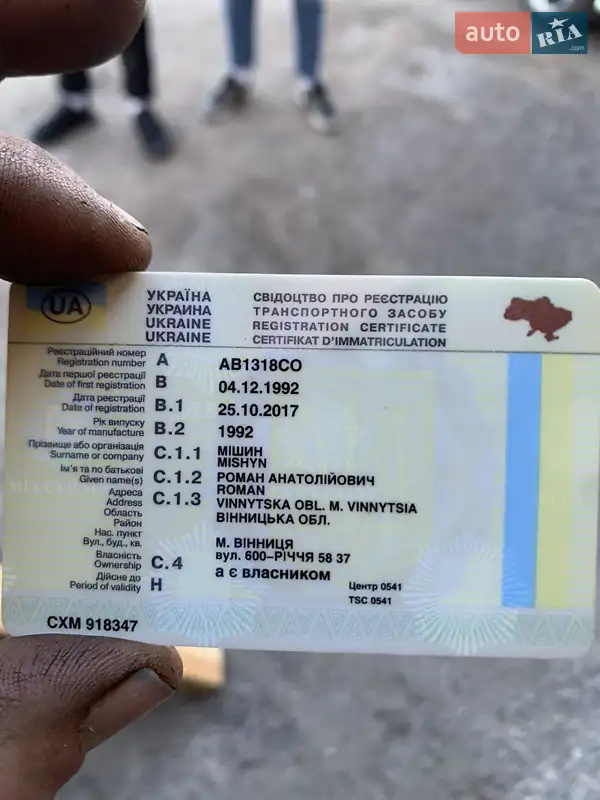 auto RIA .com
UA
УКРАЇНА
УКРАИНА
UKRAINE
UKRAINE
СВІДОЦТВО ПРО РЕЄСТРАЦІЮ
ТРАНСПОРТНОГО ЗАСОБУ
REGISTRATION CERTIFICATE
CERTIFIKAT D'IMMATRICULATION
Реєстраційний номер
Registration number A АВ1318СО
Дата першої реєстрації
Date of first registration B 04.12.1992
Дата реєстрації
Date of registration B.1 25.10.2017
Рік випуску
Year of manufacture B.2 1992
Прізвище або організація
Surname or company C.1.1 МІШИН
MISHYN
Ім'я та по батькові
Given name(s) C.1.2 РОМАН АНАТОЛІЙОВИЧ
ROMAN
Адреса
Address C.1.3 VINNYTSKA OBL. M. VINNYTSIA
Область ВІННИЦЬКА ОБЛ.
Район
Нас. пункт М. ВІННИЦЯ
Вул., буд., кв. вул. 600-РІЧЧЯ 58 37
Власність
Ownership C.4 а є власником
Дійсне до
Period of validity H
Центр 0541
TSC 0541
СХМ 918347